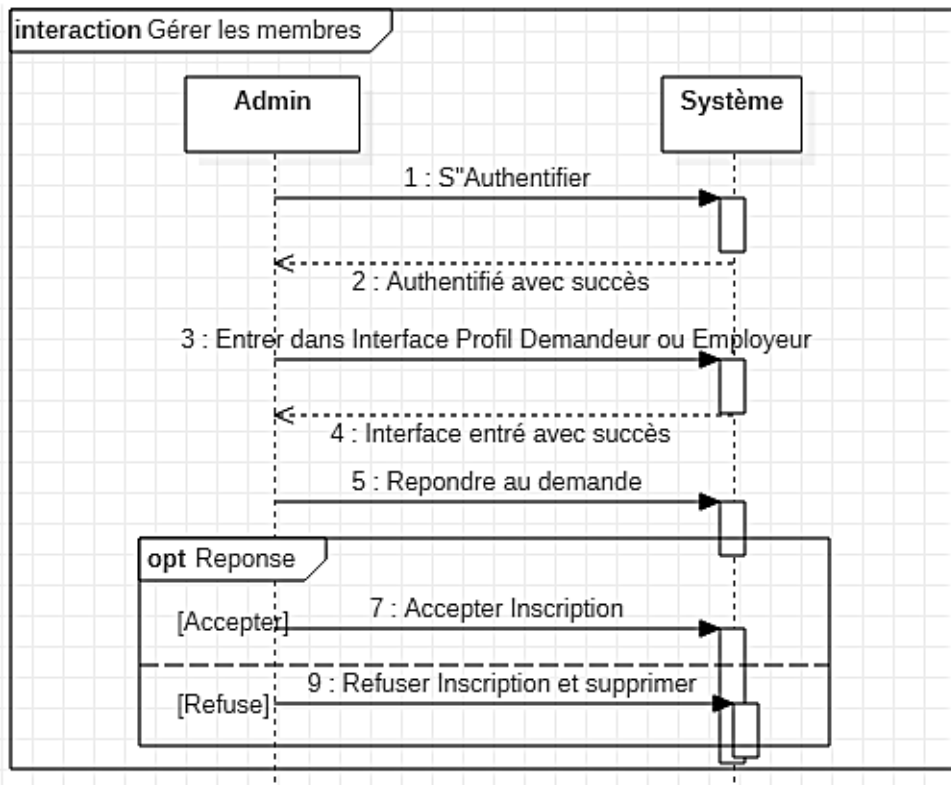 interaction Gérer les membres
Admin
Système
1 : S"Authentifier
2 : Authentifié avec succès
3 : Entrer dans Interface Profil Demandeur ou Employeur
4 : Interface entré avec succès
5 : Repondre au demande
opt Reponse
[Accepter]
7 : Accepter Inscription
9 : Refuser Inscription et supprimer
[Refuse]